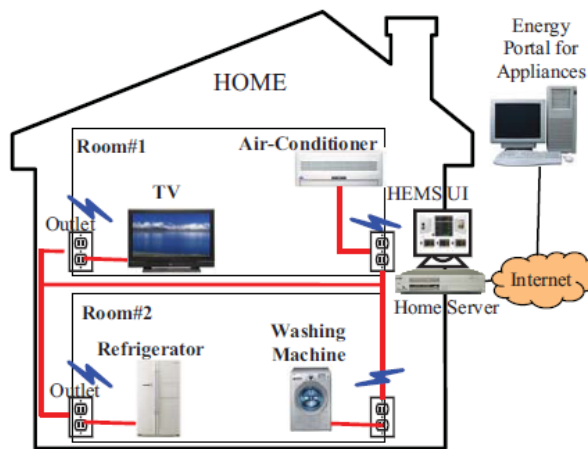 Energy
Portal for
Appliances
HOME
Room#1
Air-Conditioner
TV
HEMS UI
Outlet
Internet
Home Server
Room#2
Washing
Machine
Refrigerator
Outlet